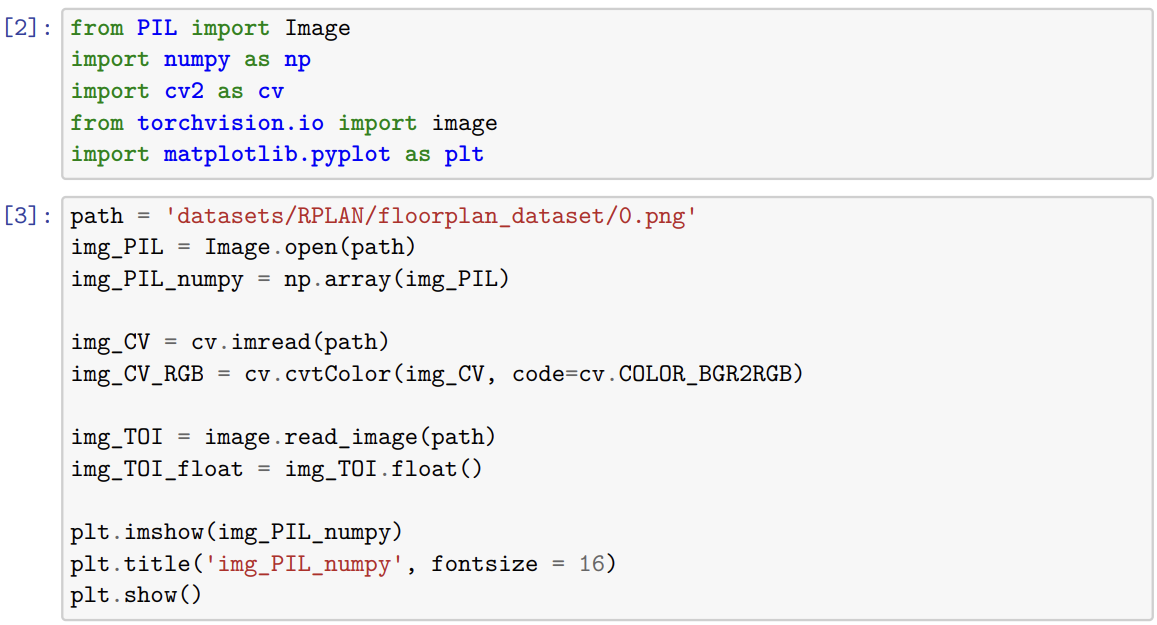 [2]: from PIL import Image
import numpy as np
import cv2 as cv
from torchvision.io import image
import matplotlib.pyplot as plt
[3]: path = 'datasets/RPLAN/floorplan_dataset/0.png'
img_PIL = Image.open(path)
img_PIL_numpy = np.array(img_PIL)
img_CV = cv.imread(path)
img_CV_RGB = cv.cvtColor(img_CV, code=cv.COLOR_BGR2RGB)
img_TOI = image.read_image(path)
img_TOI_float = img_TOI.float()
plt.imshow(img_PIL_numpy)
plt.title('img_PIL_numpy', fontsize = 16)
plt.show()